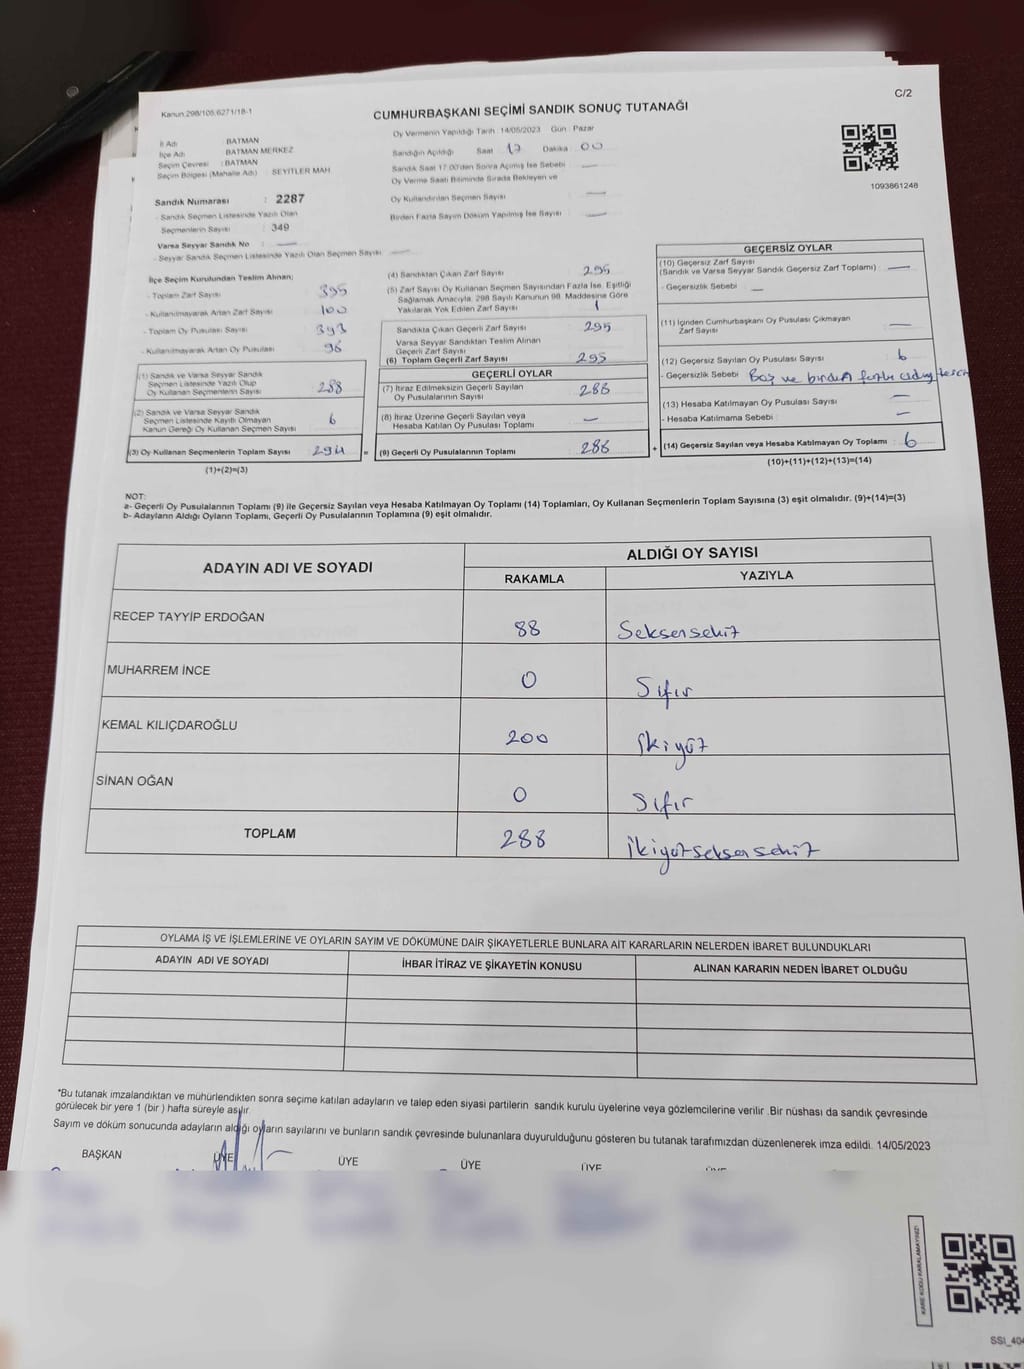 C/2
Kanun:298/105;6271/18-1
CUMHURBAŞKANI SEÇİMİ SANDIK SONUÇ TUTANAĞI
İl Adı : BATMAN
İlçe Adı : BATMAN MERKEZ
Seçim Çevresi : BATMAN
Seçim Bölgesi (Mahalle Adı) : SEYİTLER MAH.
Oy Vermenin Yapıldığı Tarih :14/05/2023 Gün : Pazar
Sandığın Açıldığı Saat 17 Dakika 00
Sandık Saat 17:00'den Sonra Açılmış İse Sebebi —
Oy Verme Saati Bitiminde Sırada Bekleyen ve
Oy Kullandırılan Seçmen Sayısı —
Birden Fazla Sayım Döküm Yapılmış İse Sayısı —
1093861248
Sandık Numarası : 2287
- Sandık Seçmen Listesinde Yazılı Olan
Seçmenlerin Sayısı : 349
Varsa Seyyar Sandık No : —
- Seyyar Sandık Seçmen Listesinde Yazılı Olan Seçmen Sayısı —
İlçe Seçim Kurulundan Teslim Alınan;
- Toplam Zarf Sayısı 395
- Kullanılmayarak Artan Zarf Sayısı 100
- Toplam Oy Pusulası Sayısı 393
- Kullanılmayarak Artan Oy Pusulası 96
(1) Sandık ve Varsa Seyyar Sandık
Seçmen Listesinde Yazılı Olup
Oy Kullanan Seçmenlerin Sayısı 288
(2) Sandık ve Varsa Seyyar Sandık
Seçmen Listesinde Kayıtlı Olmayan
Kanun Gereği Oy Kullanan Seçmen Sayısı 6
(3) Oy Kullanan Seçmenlerin Toplam Sayısı 294 =
(1)+(2)=(3)
(4) Sandıktan Çıkan Zarf Sayısı 295
(5) Zarf Sayısı Oy Kullanan Seçmen Sayısından Fazla İse, Eşitliği
Sağlamak Amacıyla, 298 Sayılı Kanunun 98. Maddesine Göre
Yakılarak Yok Edilen Zarf Sayısı 1
Sandıkta Çıkan Geçerli Zarf Sayısı 295
Varsa Seyyar Sandıktan Teslim Alınan
Geçerli Zarf Sayısı
(6) Toplam Geçerli Zarf Sayısı 295
GEÇERLİ OYLAR
(7) İtiraz Edilmeksizin Geçerli Sayılan
Oy Pusulalarının Sayısı 288
(8) İtiraz Üzerine Geçerli Sayılan veya
Hesaba Katılan Oy Pusulası Toplamı —
(9) Geçerli Oy Pusulalarının Toplamı 288 +
GEÇERSİZ OYLAR
(10) Geçersiz Zarf Sayısı
(Sandık ve Varsa Seyyar Sandık Geçersiz Zarf Toplamı) : —
- Geçersizlik Sebebi : —
(11) İçinden Cumhurbaşkanı Oy Pusulası Çıkmayan
Zarf Sayısı : —
(12) Geçersiz Sayılan Oy Pusulası Sayısı : 6
- Geçersizlik Sebebi : Boş ve birden fazla aday
(13) Hesaba Katılmayan Oy Pusulası Sayısı : —
- Hesaba Katılmama Sebebi : —
(14) Geçersiz Sayılan veya Hesaba Katılmayan Oy Toplamı : 6
(10)+(11)+(12)+(13)=(14)
NOT:
a- Geçerli Oy Pusulalarının Toplamı (9) ile Geçersiz Sayılan veya Hesaba Katılmayan Oy Toplamı (14) Toplamları, Oy Kullanan Seçmenlerin Toplam Sayısına (3) eşit olmalıdır. (9)+(14)=(3)
b- Adayların Aldığı Oyların Toplamı, Geçerli Oy Pusulalarının Toplamına (9) eşit olmalıdır.
ADAYIN ADI VE SOYADI
ALDIĞI OY SAYISI
RAKAMLA YAZIYLA
RECEP TAYYİP ERDOĞAN 88 Seksensekiz
MUHARREM İNCE 0 Sıfır
KEMAL KILIÇDAROĞLU 200 İkiyüz
SİNAN OĞAN 0 Sıfır
TOPLAM 288 İkiyüzseksensekiz
OYLAMA İŞ VE İŞLEMLERİNE VE OYLARIN SAYIM VE DÖKÜMÜNE DAİR ŞİKAYETLERLE BUNLARA AİT KARARLARIN NELERDEN İBARET BULUNDUKLARI
ADAYIN ADI VE SOYADI İHBAR İTİRAZ VE ŞİKAYETİN KONUSU ALINAN KARARIN NEDEN İBARET OLDUĞU
*Bu tutanak imzalandıktan ve mühürlendikten sonra seçime katılan adayların ve talep eden siyasi partilerin sandık kurulu üyelerine veya gözlemcilerine verilir .Bir nüshası da sandık çevresinde
görülecek bir yere 1 (bir ) hafta süreyle asılır.
Sayım ve döküm sonucunda adayların aldığı oyların sayılarını ve bunların sandık çevresinde bulunanlara duyurulduğunu gösteren bu tutanak tarafımızdan düzenlenerek imza edildi. 14/05/2023
BAŞKAN ÜYE ÜYE ÜYE ÜYE
KARE KODU KARALAMAYINIZ!
SSI_404